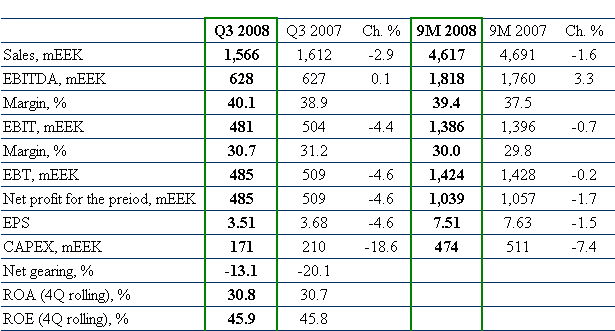 Q3 2008 Q3 2007 Ch. % 9M 2008 9M 2007 Ch. %
Sales, mEEK 1,566 1,612 -2.9 4,617 4,691 -1.6
EBITDA, mEEK 628 627 0.1 1,818 1,760 3.3
Margin, % 40.1 38.9 39.4 37.5
EBIT, mEEK 481 504 -4.4 1,386 1,396 -0.7
Margin, % 30.7 31.2 30.0 29.8
EBT, mEEK 485 509 -4.6 1,424 1,428 -0.2
Net profit for the preiod, mEEK 485 509 -4.6 1,039 1,057 -1.7
EPS 3.51 3.68 -4.6 7.51 7.63 -1.5
CAPEX, mEEK 171 210 -18.6 474 511 -7.4
Net gearing, % -13.1 -20.1
ROA (4Q rolling), % 30.8 30.7
ROE (4Q rolling), % 45.9 45.8